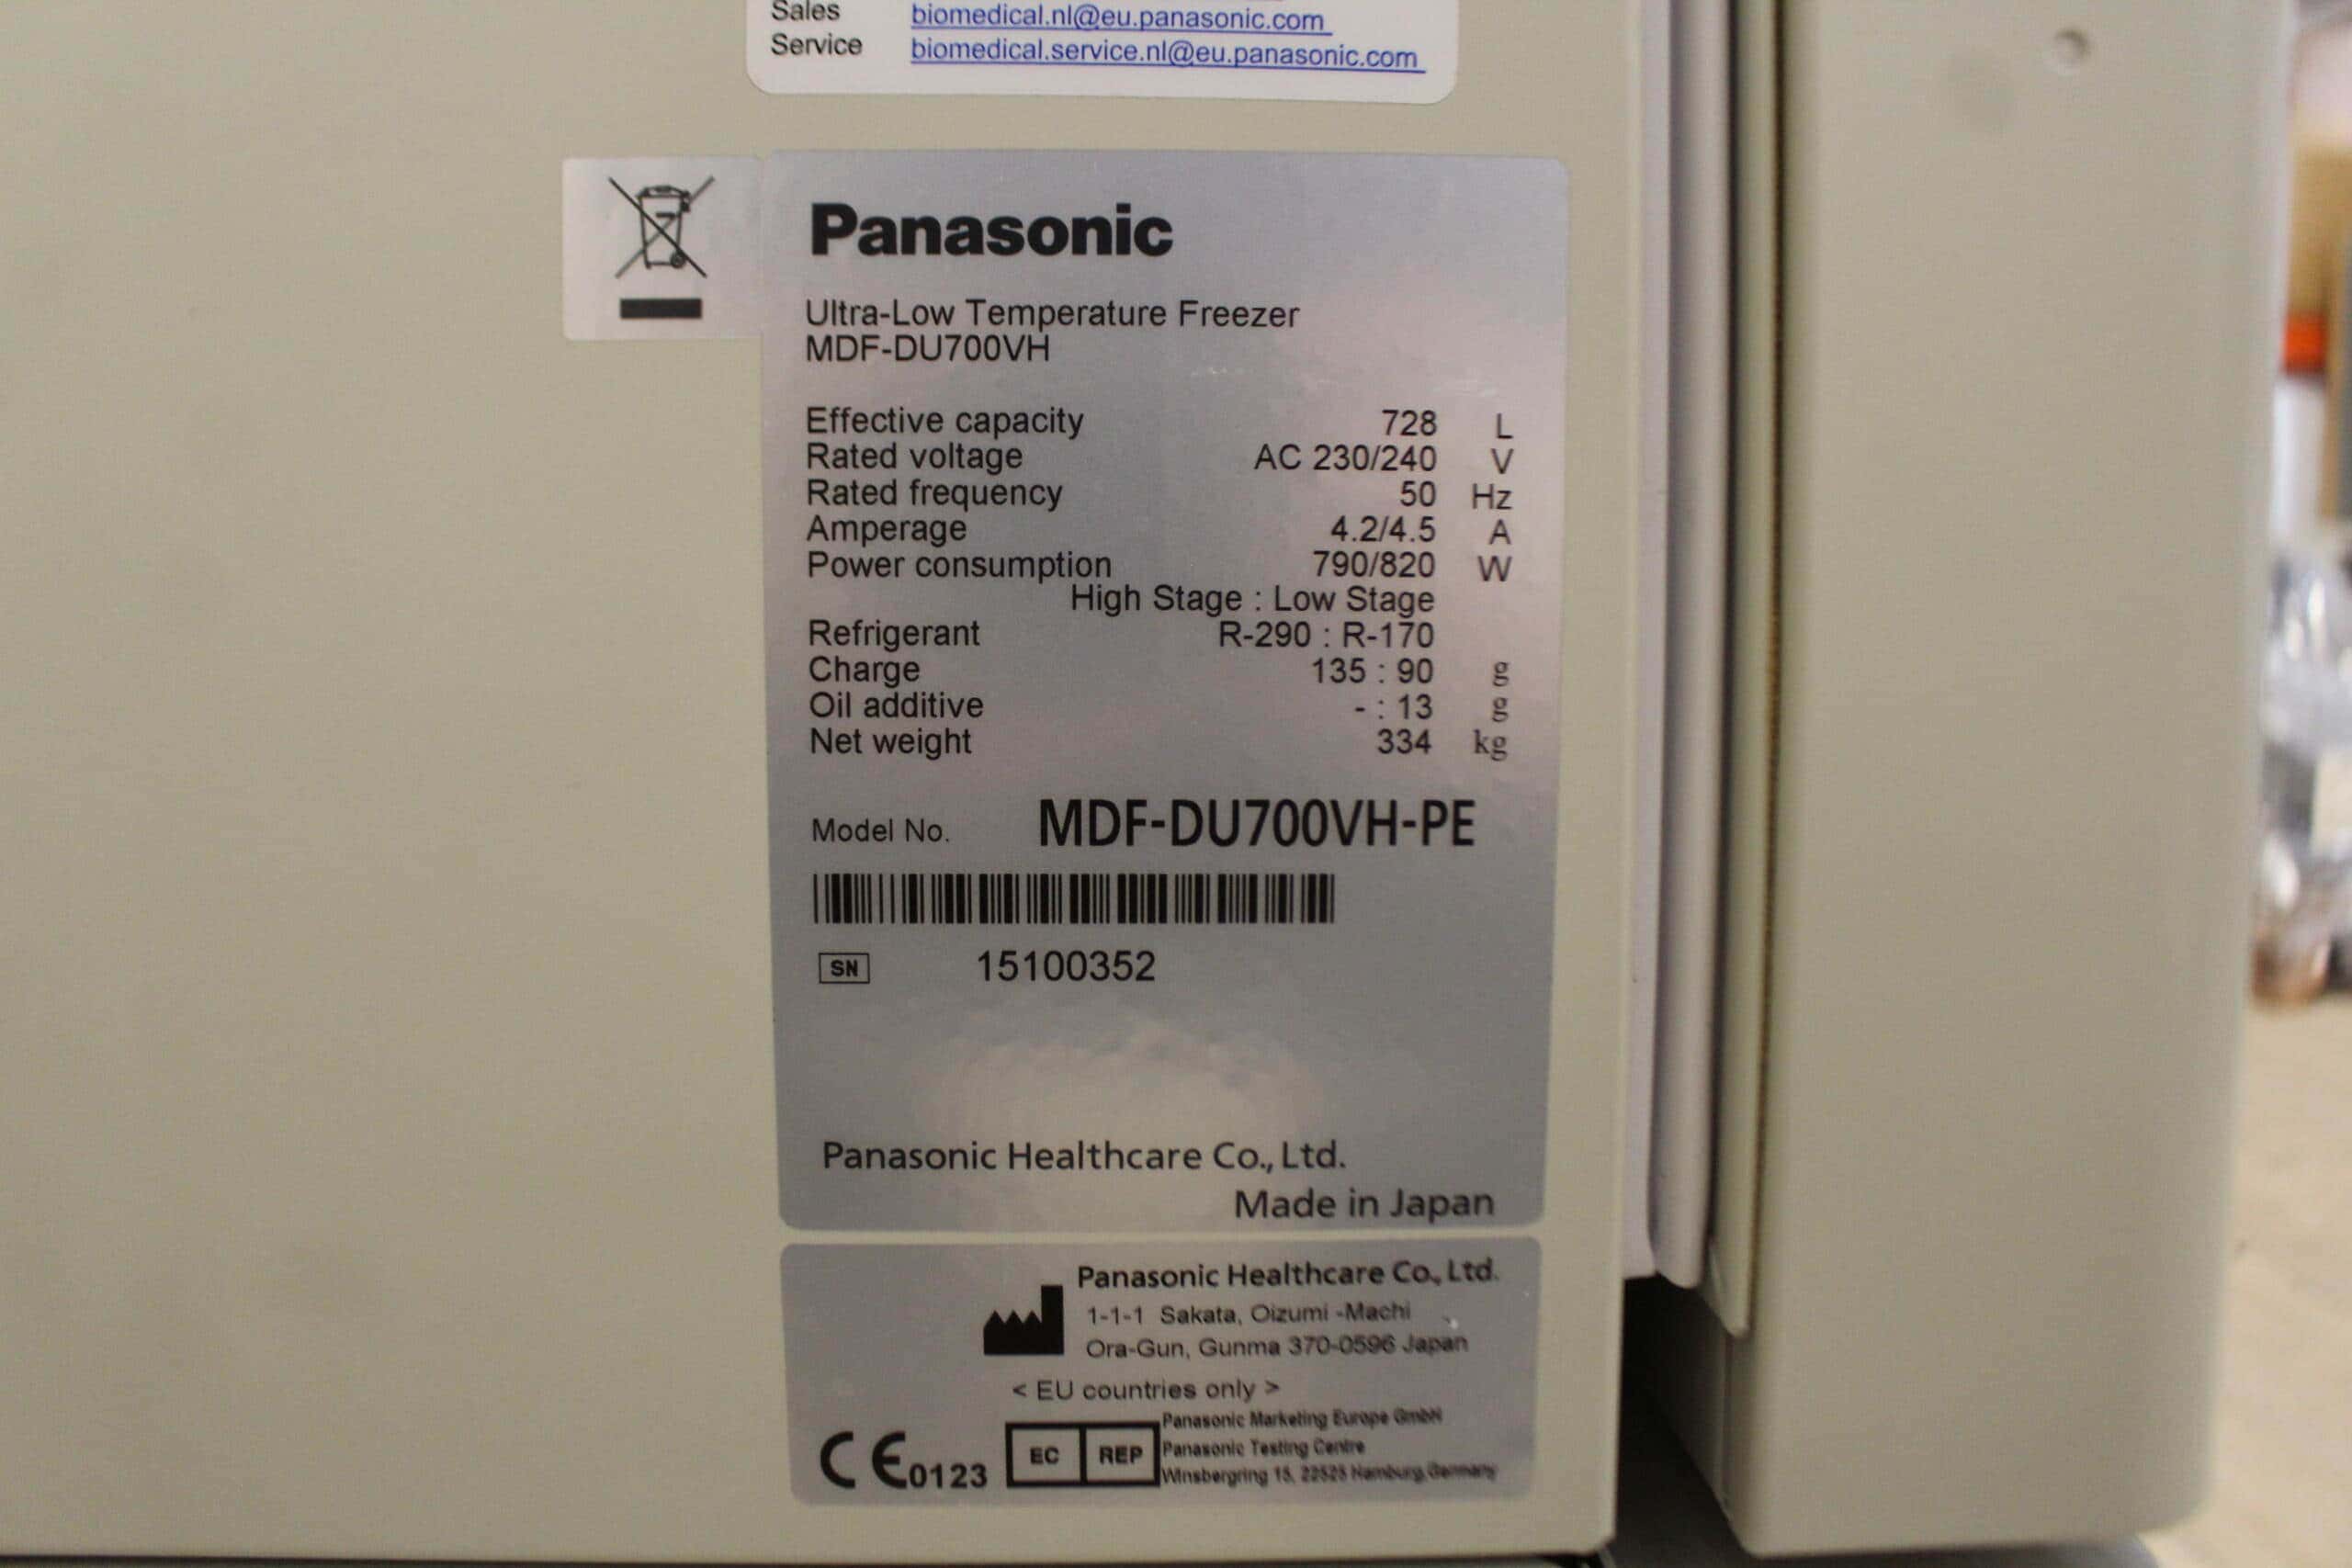 Sales biomedical.nl@eu.panasonic.com
Service biomedical.service.nl@eu.panasonic.com
Panasonic
Ultra-Low Temperature Freezer
MDF-DU700VH
Effective capacity 728 L
Rated voltage AC 230/240 V
Rated frequency 50 Hz
Amperage 4.2/4.5 A
Power consumption 790/820 W
High Stage : Low Stage
Refrigerant R-290 : R-170
Charge 135 : 90 g
Oil additive - : 13 g
Net weight 334 kg
Model No. MDF-DU700VH-PE
SN 15100352
Panasonic Healthcare Co., Ltd.
Made in Japan
Panasonic Healthcare Co., Ltd.
1-1-1 Sakata, Oizumi -Machi
Ora-Gun, Gunma 370-0596 Japan
< EU countries only >
Panasonic Marketing Europe GmbH
CE0123 EC REP Panasonic Testing Centre
Winsbergring 15, 22525 Hamburg, Germany